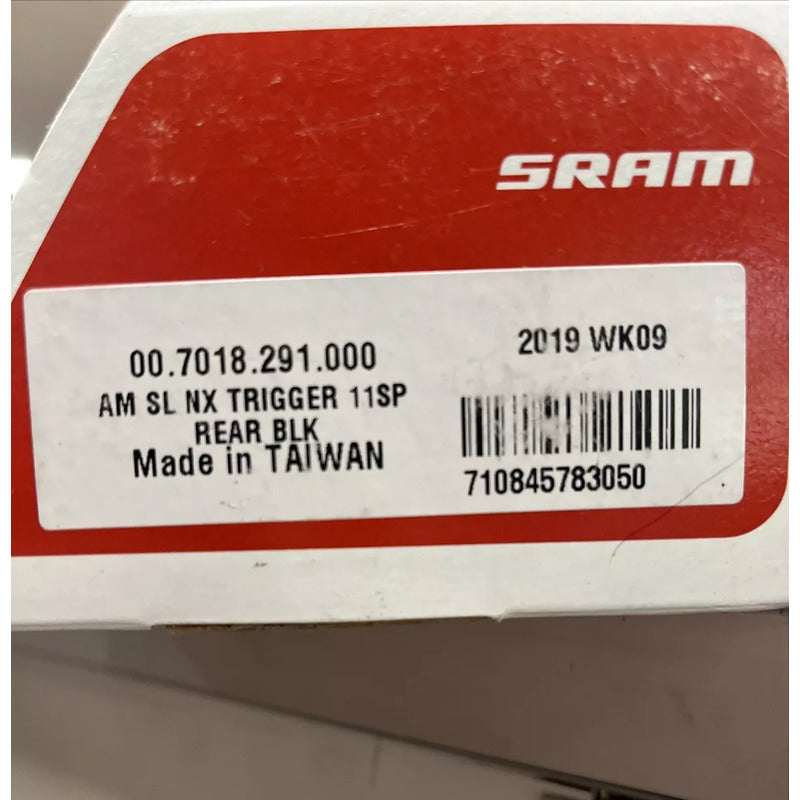 SRAM
00.7018.291.000
AM SL NX TRIGGER 11SP
REAR BLK
Made in TAIWAN
2019 WK09
710845783050